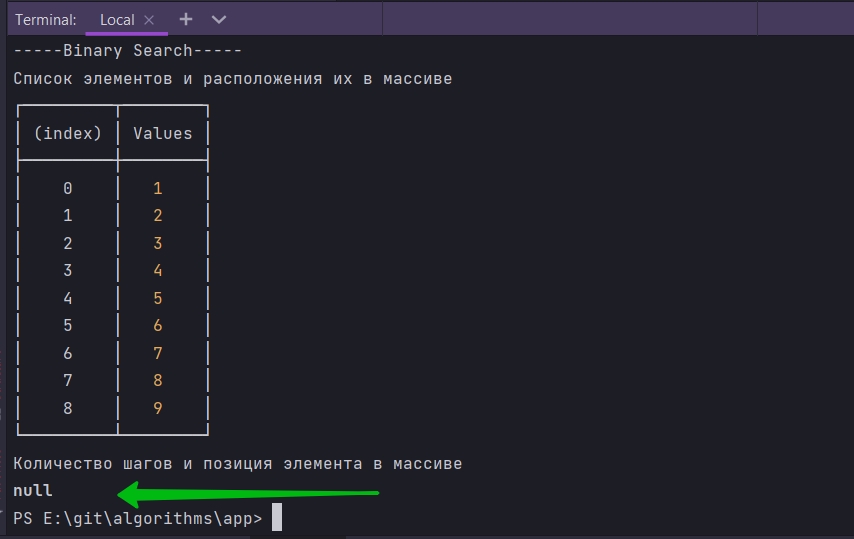 Terminal: Local × + 
-----Binary Search-----
Список элементов и расположения их в массиве
(index) Values
0 1
1 2
2 3
3 4
4 5
5 6
6 7
7 8
8 9
Количество шагов и позиция элемента в массиве
null
PS E:\git\algorithms\app>